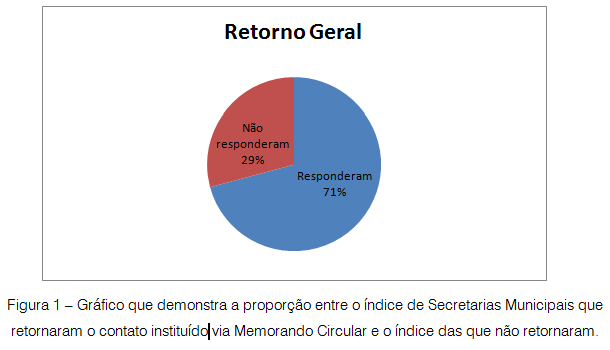 Retorno Geral
Não
responderam
29%
Responderam
71%
Figura 1 – Gráfico que demonstra a proporção entre o índice de Secretarias Municipais que
retornaram o contato instituído via Memorando Circular e o índice das que não retornaram.